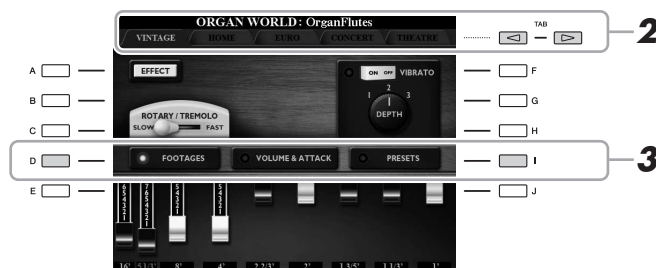 ORGAN WORLD: OrganFlutes
VINTAGE HOME EURO CONCERT THEATRE
TAB
2
A
EFFECT
ON OFF VIBRATO
F
B
1 2 3
G
ROTARY / TREMOLO
DEPTH
C
SLOW FAST
H
D
FOOTAGES VOLUME & ATTACK PRESETS
I
3
E
J
16' 5 1/3' 8' 4' 2 2/3' 2' 1 3/5' 1 1/3' 1'